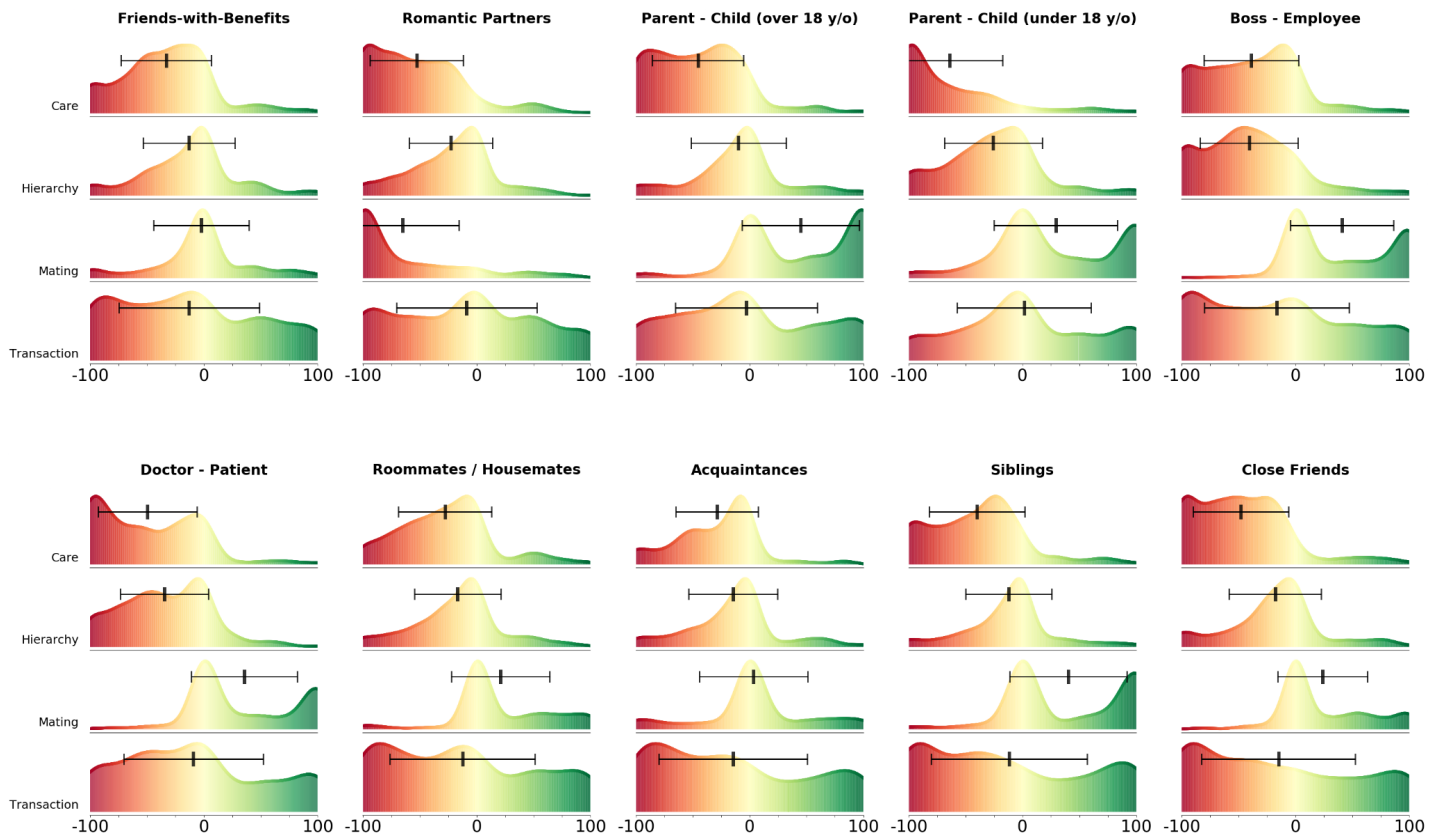 Friends-with-Benefits Romantic Partners Parent - Child (over 18 y/o) Parent - Child (under 18 y/o) Boss - Employee
Care
Hierarchy
Mating
Transaction
-100 0 100 -100 0 100 -100 0 100 -100 0 100 -100 0 100
Doctor - Patient Roommates / Housemates Acquaintances Siblings Close Friends
Care
Hierarchy
Mating
Transaction
-100 0 100 -100 0 100 -100 0 100 -100 0 100 -100 0 100